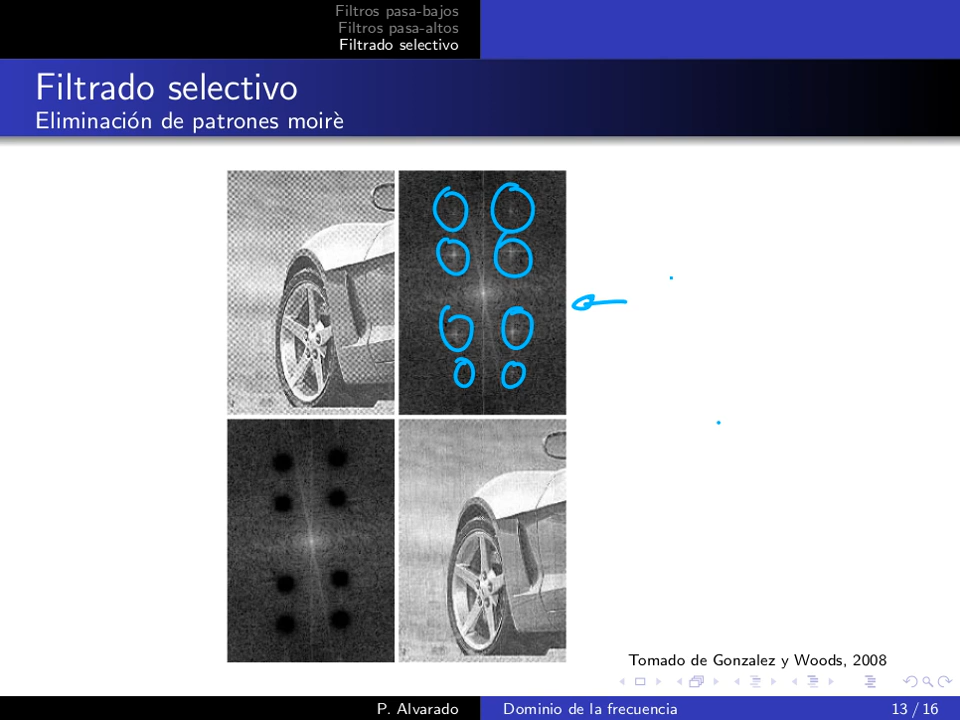 Filtros pasa-bajos
Filtros pasa-altos
Filtrado selectivo
Filtrado selectivo
Eliminación de patrones moirè
Tomado de Gonzalez y Woods, 2008
P. Alvarado
Dominio de la frecuencia
13 / 16